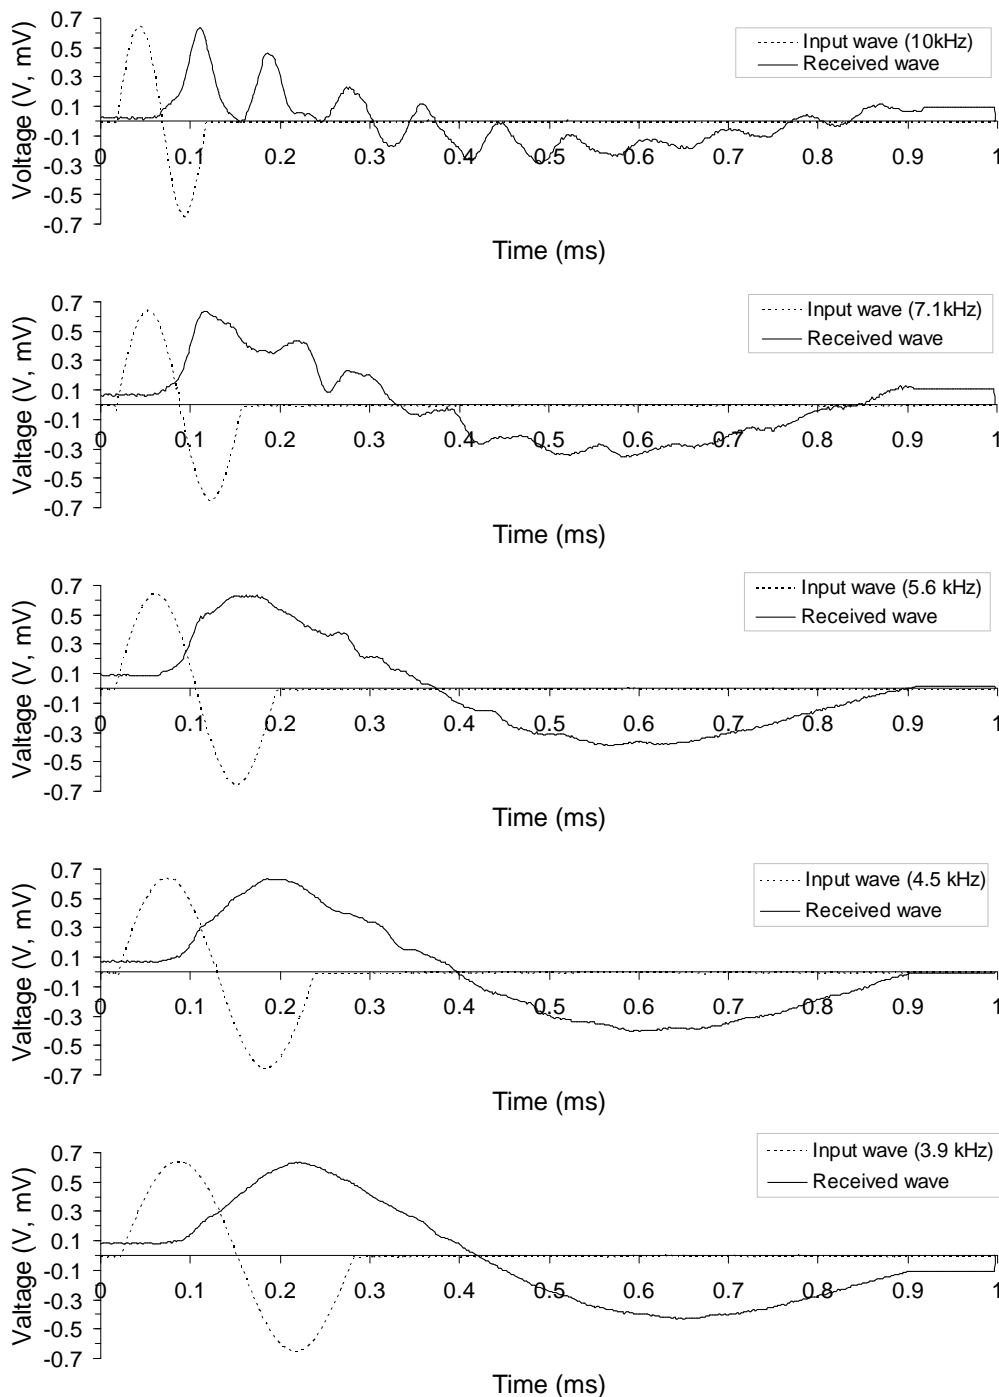 Voltage (V, mV)
0.7
0.5
0.3
0.1
-0.1
-0.3
-0.5
-0.7
0 0.1 0.2 0.3 0.4 0.5 0.6 0.7 0.8 0.9 1
Input wave (10kHz)
Received wave
Time (ms)
Valtage (V, mV)
0.7
0.5
0.3
0.1
-0.1
-0.3
-0.5
-0.7
0 0.1 0.2 0.3 0.4 0.5 0.6 0.7 0.8 0.9 1
Input wave (7.1kHz)
Received wave
Time (ms)
Valtage (V, mV)
0.7
0.5
0.3
0.1
-0.1
-0.3
-0.5
-0.7
0 0.1 0.2 0.3 0.4 0.5 0.6 0.7 0.8 0.9 1
Input wave (5.6 kHz)
Received wave
Time (ms)
Valtage (V, mV)
0.7
0.5
0.3
0.1
-0.1
-0.3
-0.5
-0.7
0 0.1 0.2 0.3 0.4 0.5 0.6 0.7 0.8 0.9 1
Input wave (4.5 kHz)
Received wave
Time (ms)
Valtage (V, mV)
0.7
0.5
0.3
0.1
-0.1
-0.3
-0.5
-0.7
0 0.1 0.2 0.3 0.4 0.5 0.6 0.7 0.8 0.9 1
Input wave (3.9 kHz)
Received wave
Time (ms)